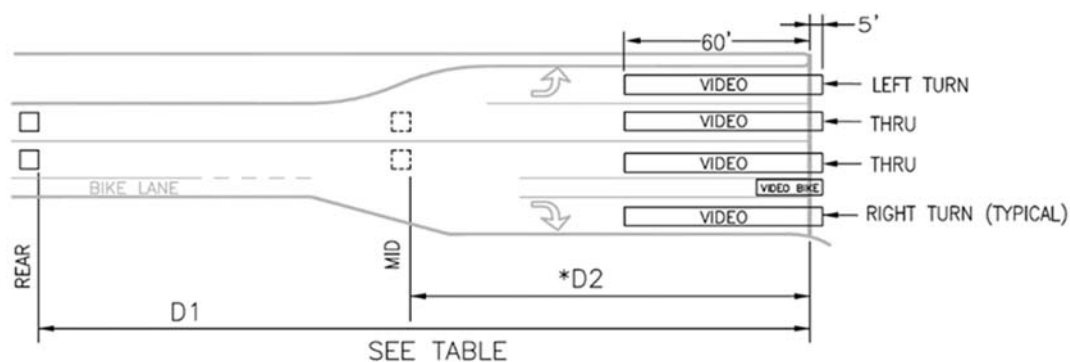 5'
60'
VIDEO
LEFT TURN
VIDEO
THRU
VIDEO
THRU
BIKE LANE
VIDEO BIKE
VIDEO
RIGHT TURN (TYPICAL)
REAR
MID
*D2
D1
SEE TABLE